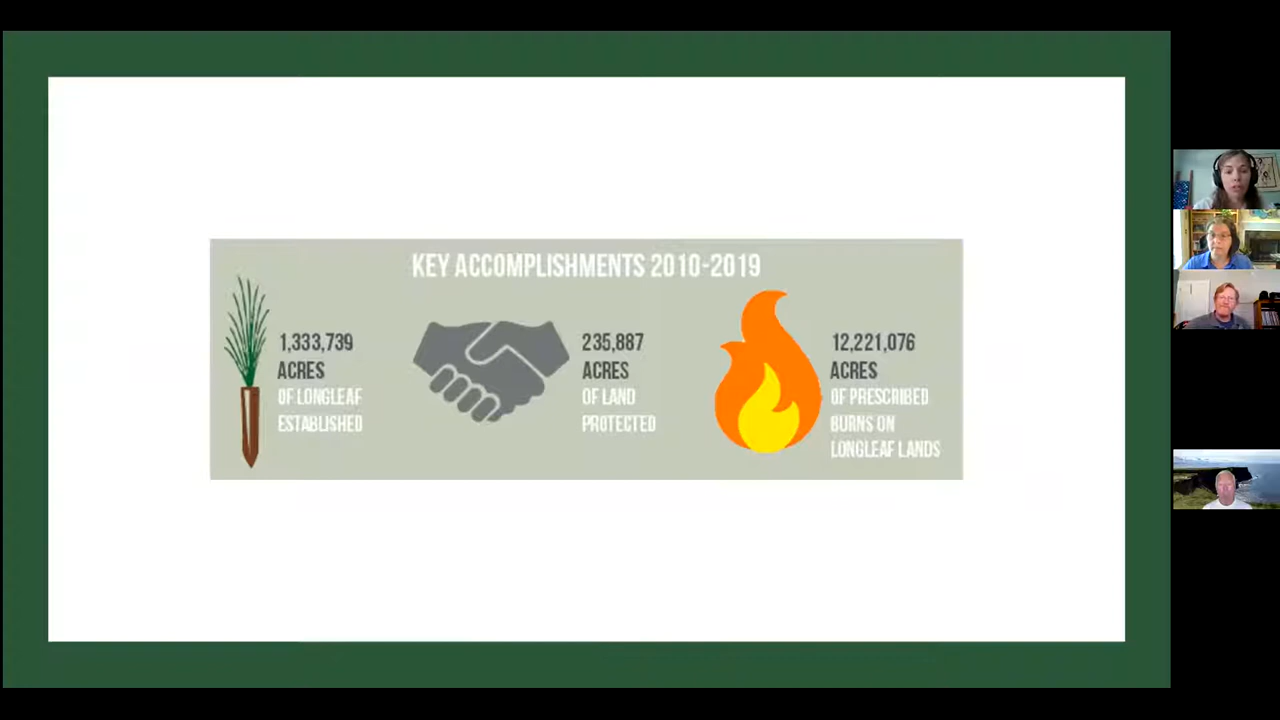 KEY ACCOMPLISHMENTS 2010-2019
1,333,739
ACRES
OF LONGLEAF
ESTABLISHED
235,887
ACRES
OF LAND
PROTECTED
12,221,076
ACRES
OF PRESCRIBED
BURNS ON
LONGLEAF LANDS